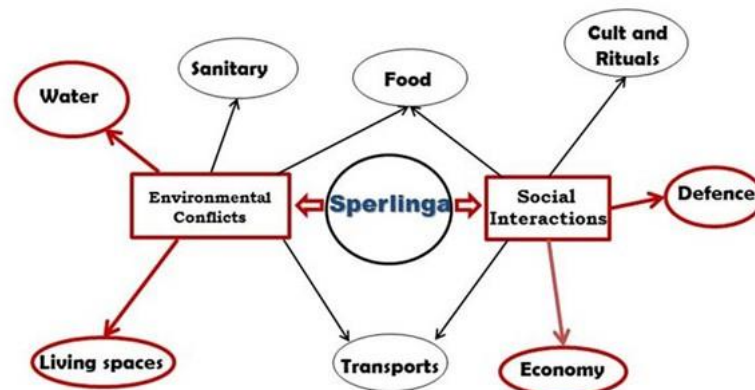 Cult and
Rituals
Sanitary
Food
Water
Environmental
Conflicts
Sperlinga
Social
Interactions
Defence
Living spaces
Transports
Economy